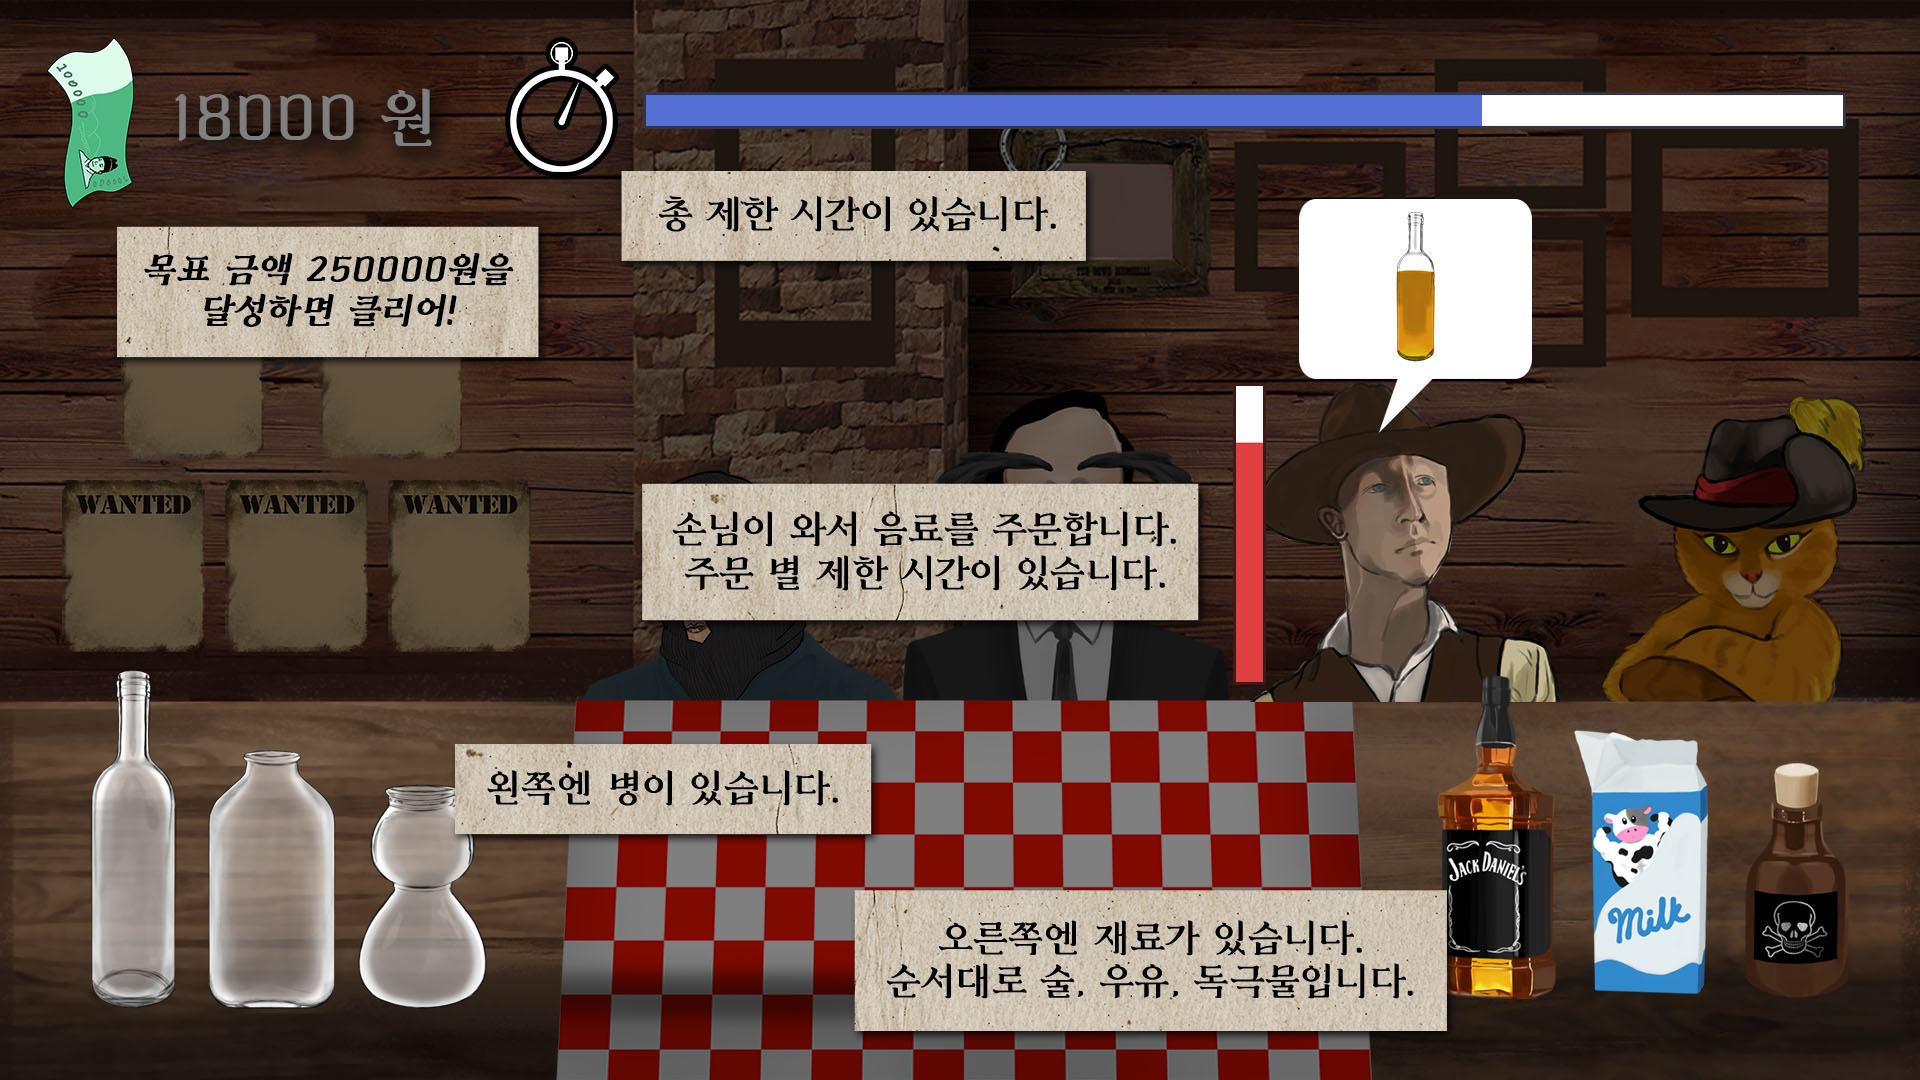 10000
18000 원
총 제한 시간이 있습니다.
목표 금액 250000원을
달성하면 클리어!
WANTED
WANTED
WANTED
손님이 와서 음료를 주문합니다.
주문 별 제한 시간이 있습니다.
왼쪽엔 병이 있습니다.
JACK DANIEL'S
Milk
오른쪽엔 재료가 있습니다.
순서대로 술, 우유, 독극물입니다.